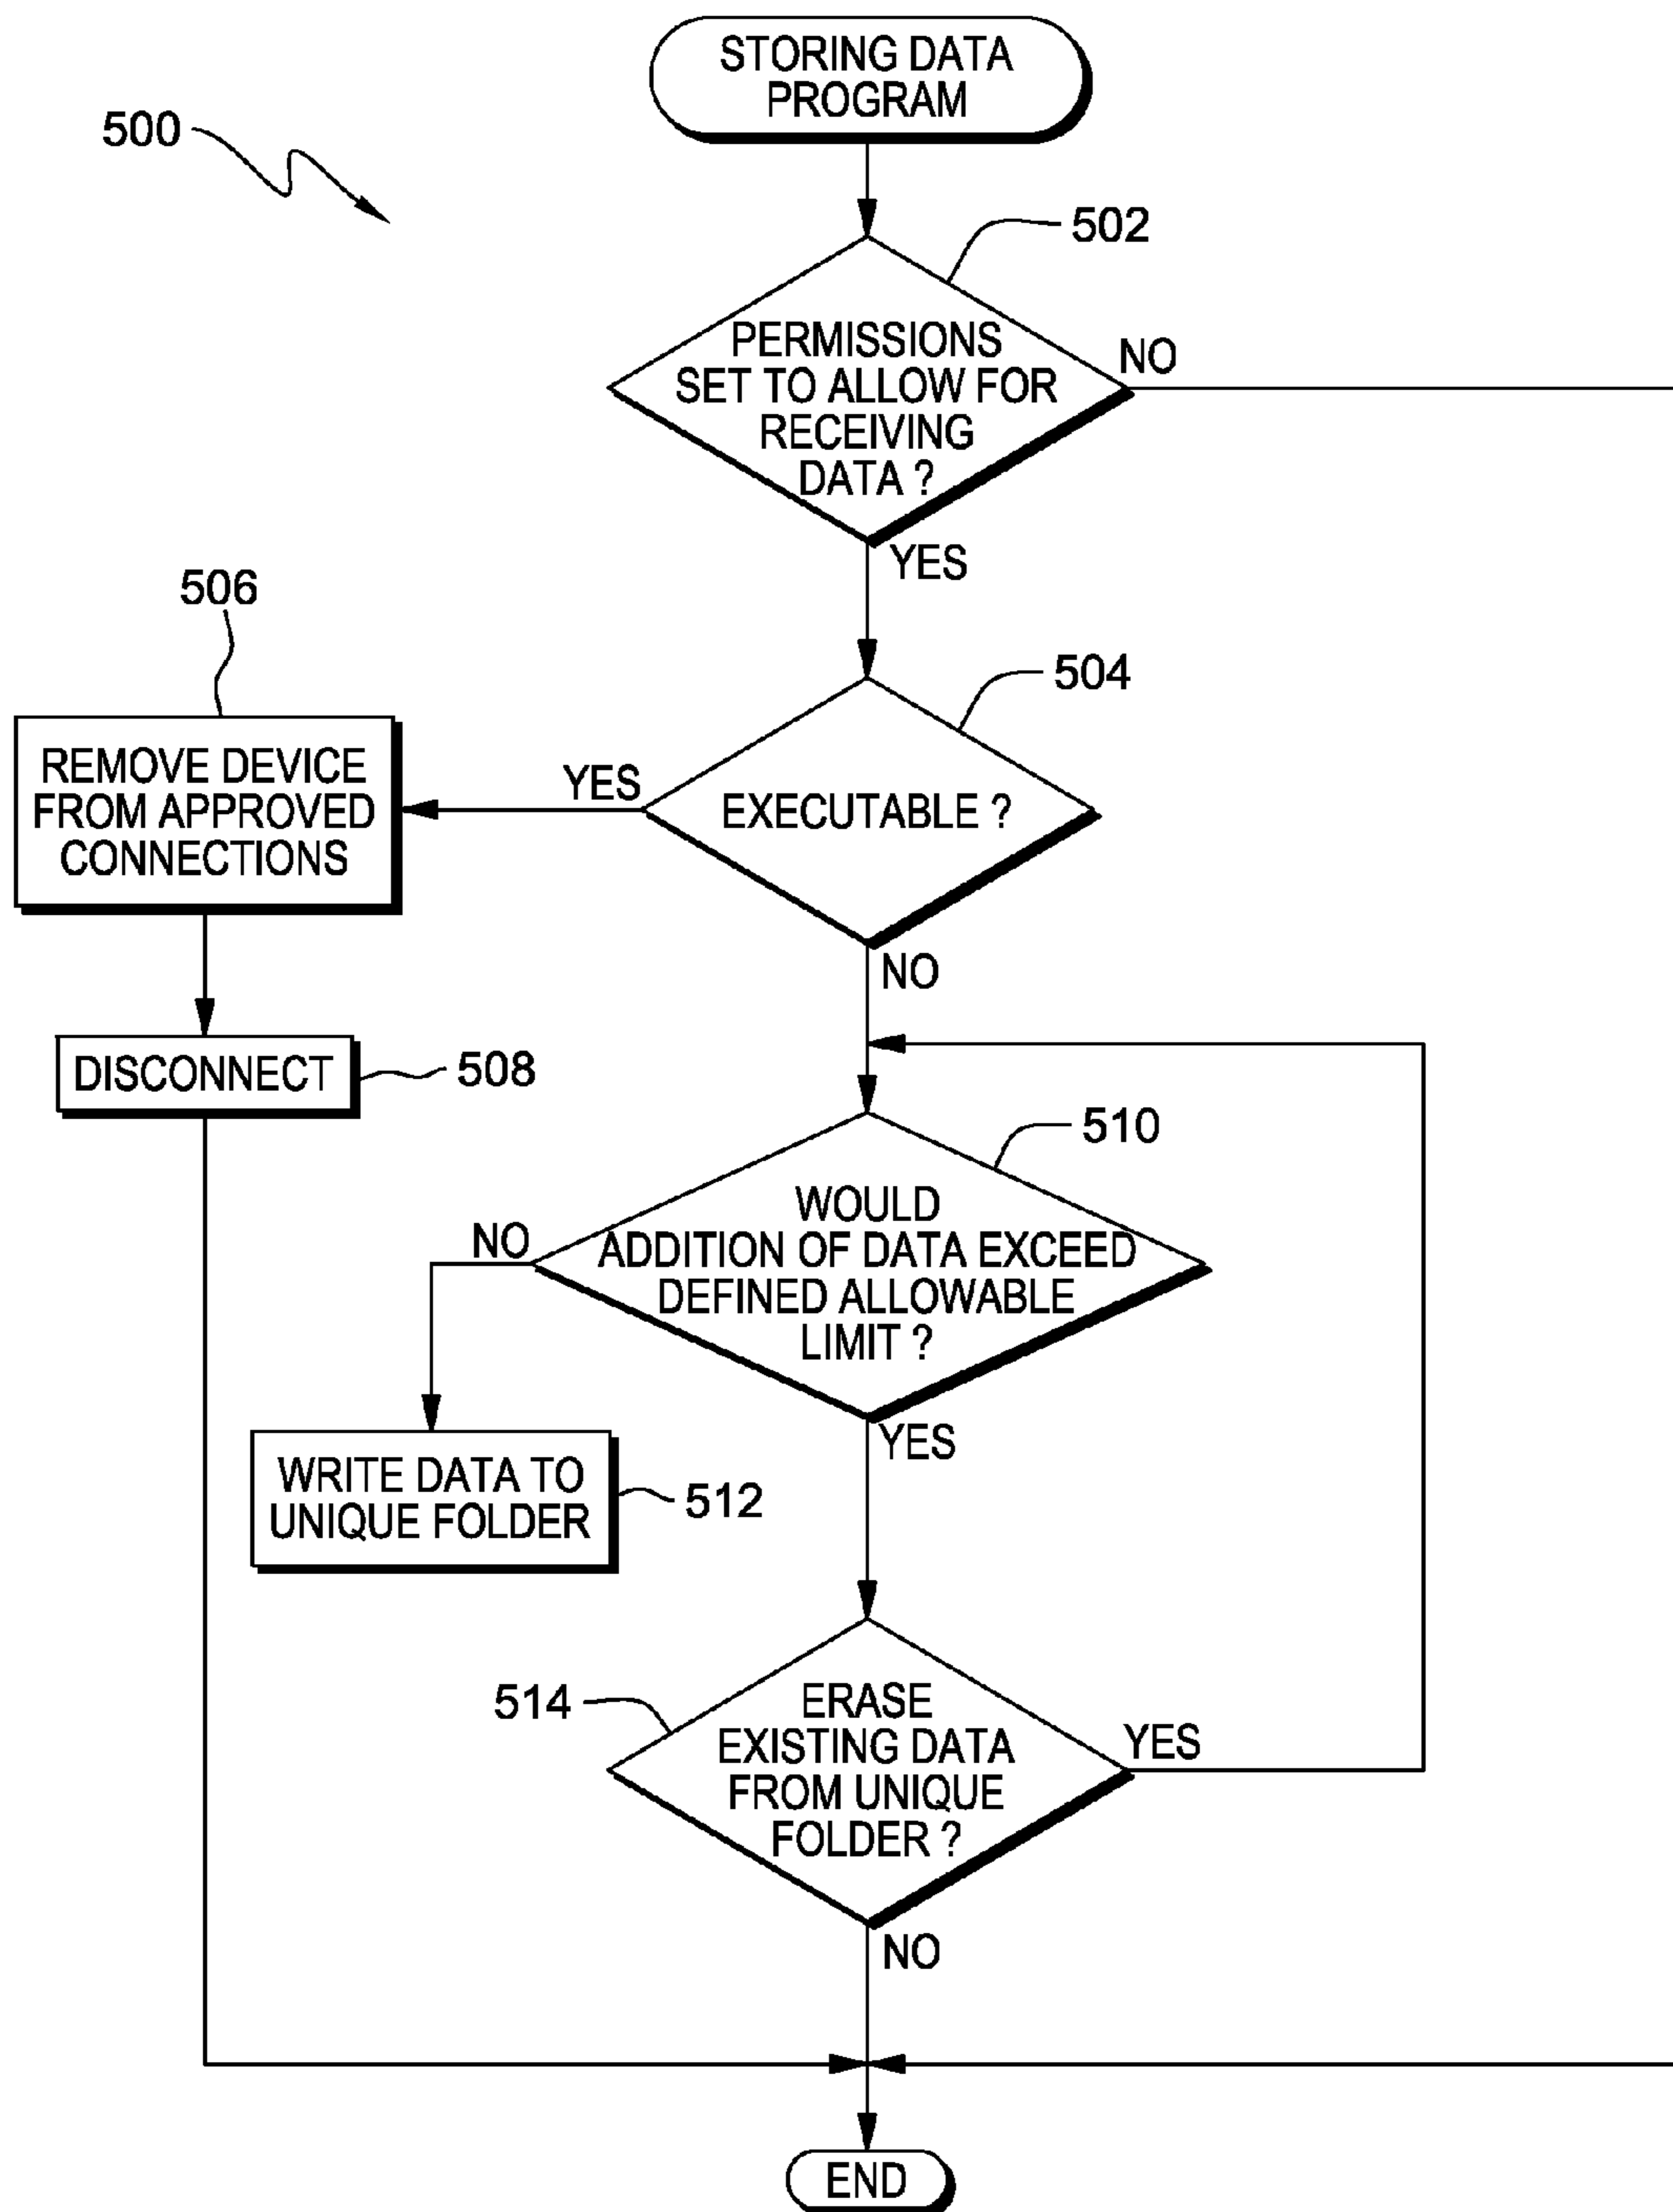 STORING DATA
PROGRAM
500
502
PERMISSIONS
SET TO ALLOW FOR
RECEIVING
DATA ?
NO
YES
506
504
REMOVE DEVICE
FROM APPROVED
CONNECTIONS
YES
EXECUTABLE ?
NO
DISCONNECT
508
510
WOULD
ADDITION OF DATA EXCEED
DEFINED ALLOWABLE
LIMIT ?
NO
YES
WRITE DATA TO
UNIQUE FOLDER
512
514
ERASE
EXISTING DATA
FROM UNIQUE
FOLDER ?
YES
NO
END